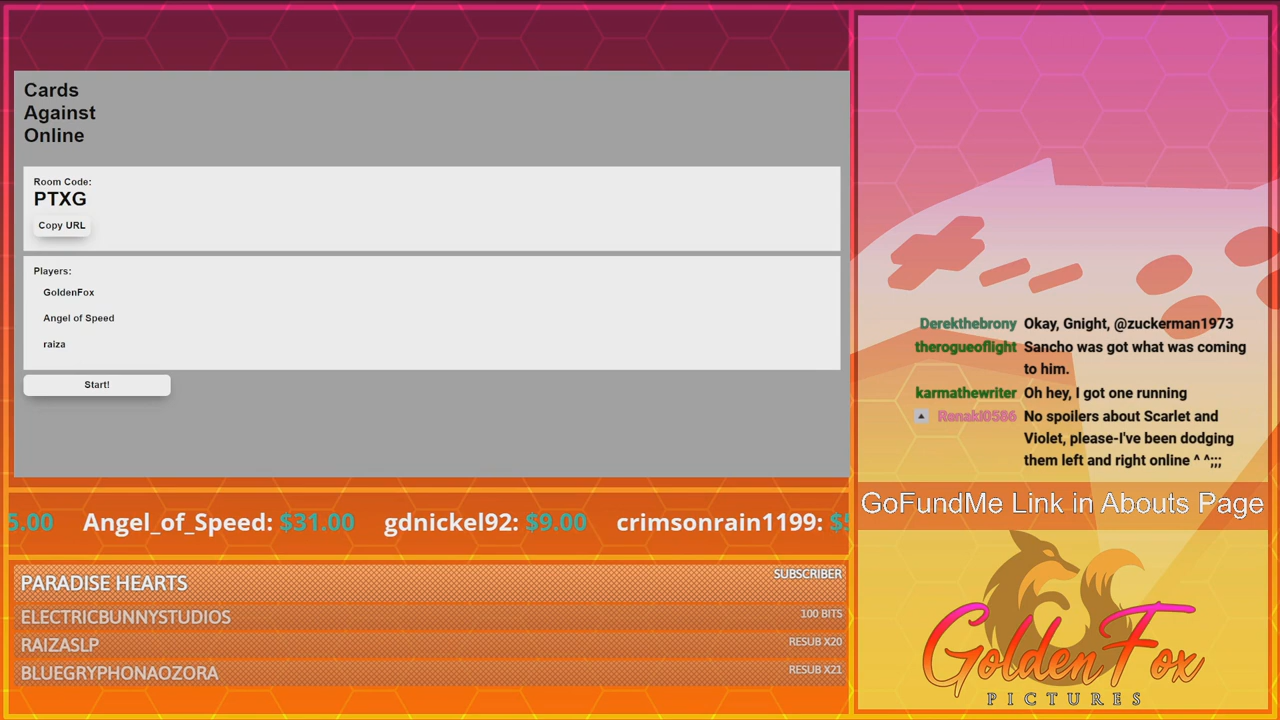 Cards
Against
Online
Room Code:
PTXG
Copy URL
Players:
GoldenFox
Angel of Speed
raiza
Start!
5.00 Angel_of_Speed: $31.00 gdnickel92: $9.00 crimsonrain1199:
PARADISE HEARTS SUBSCRIBER
ELECTRICBUNNYSTUDIOS 100 BITS
RAIZASLP RESUB X20
BLUEGRYPHONAOZORA RESUB X21
Derekthebrony Okay, Gnight, @zuckerman1973
therogueoflight Sancho was got what was coming
to him.
karmathewriter Oh hey, I got one running
Renaki0586 No spoilers about Scarlet and
Violet, please-I've been dodging
them left and right online ^ ^;;;
GoFundMe Link in Abouts Page
GoldenFox
PICTURES